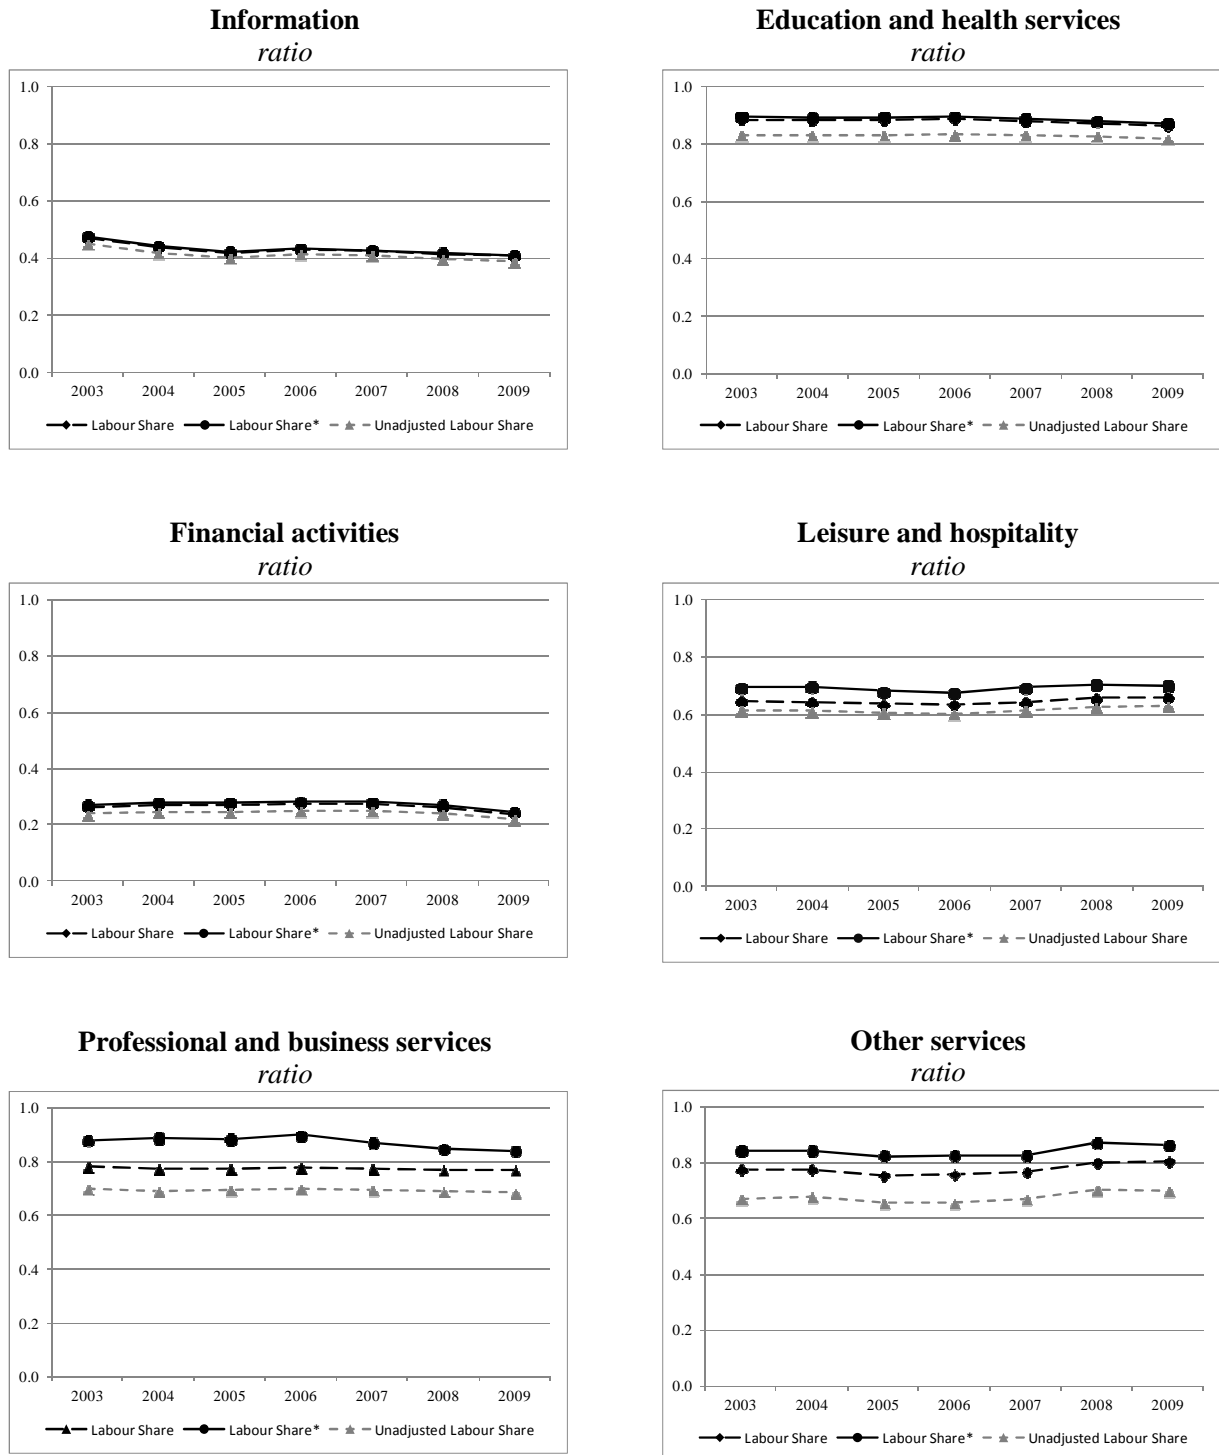 Information
ratio
1.0
0.8
0.6
0.4
0.2
0.0
2003 2004 2005 2006 2007 2008 2009
Labour Share Labour Share* Unadjusted Labour Share
Education and health services
ratio
1.0
0.8
0.6
0.4
0.2
0.0
2003 2004 2005 2006 2007 2008 2009
Labour Share Labour Share* Unadjusted Labour Share
Financial activities
ratio
1.0
0.8
0.6
0.4
0.2
0.0
2003 2004 2005 2006 2007 2008 2009
Labour Share Labour Share* Unadjusted Labour Share
Leisure and hospitality
ratio
1.0
0.8
0.6
0.4
0.2
0.0
2003 2004 2005 2006 2007 2008 2009
Labour Share Labour Share* Unadjusted Labour Share
Professional and business services
ratio
1.0
0.8
0.6
0.4
0.2
0.0
2003 2004 2005 2006 2007 2008 2009
Labour Share Labour Share* Unadjusted Labour Share
Other services
ratio
1.0
0.8
0.6
0.4
0.2
0.0
2003 2004 2005 2006 2007 2008 2009
Labour Share Labour Share* Unadjusted Labour Share